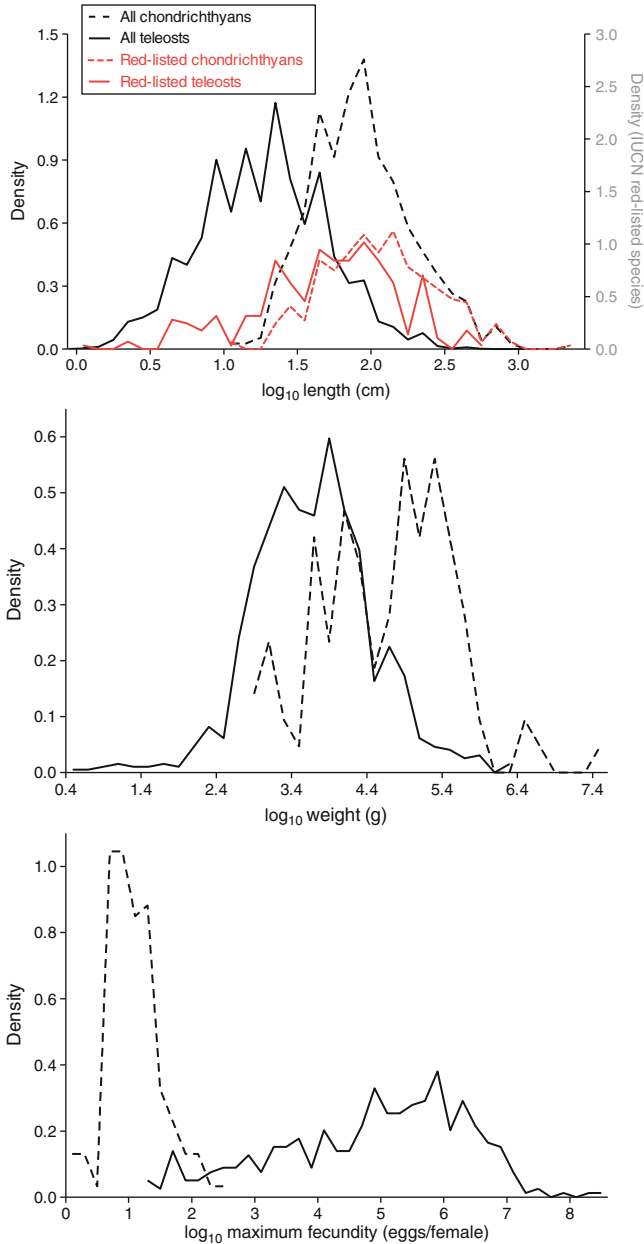 All chondrichthyans
All teleosts
Red-listed chondrichthyans
Red-listed teleosts
1.5
1.2
0.9
0.6
0.3
0.0
Density
3.0
2.5
2.0
1.5
1.0
0.5
0.0
Density (IUCN red-listed species)
0.0 0.5 1.0 1.5 2.0 2.5 3.0
log10 length (cm)
0.6
0.5
0.4
0.3
0.2
0.1
0.0
Density
0.4 1.4 2.4 3.4 4.4 5.4 6.4 7.4
log10 weight (g)
1.0
0.8
0.6
0.4
0.2
0.0
Density
0 1 2 3 4 5 6 7 8
log10 maximum fecundity (eggs/female)